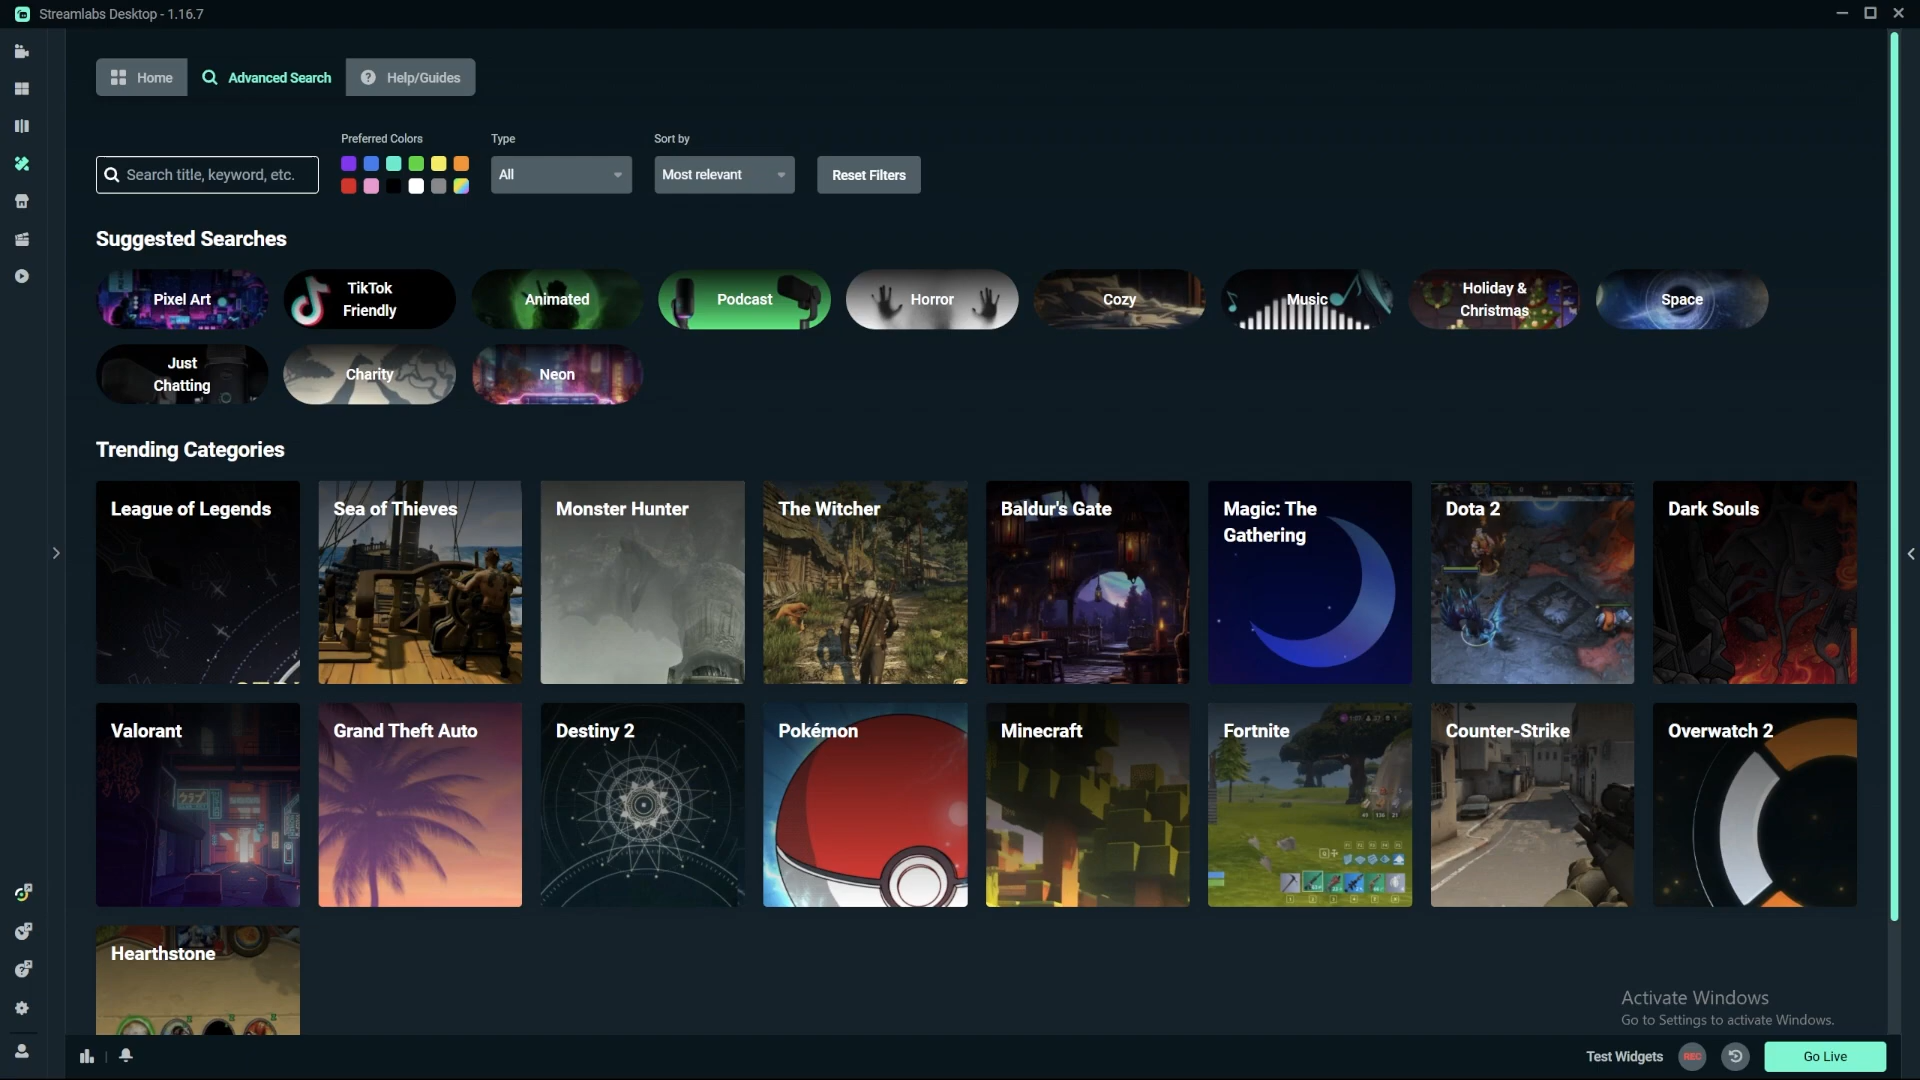 Streamlabs Desktop - 1.16.7
Home
Advanced Search
Help/Guides
Preferred Colors
Type
Sort by
Search title, keyword, etc.
All
Most relevant
Reset Filters
Suggested Searches
Pixel Art
TikTok
Friendly
Animated
Podcast
Horror
Cozy
Music
Holiday &
Christmas
Space
Just
Chatting
Charity
Neon
Trending Categories
League of Legends
Sea of Thieves
Monster Hunter
The Witcher
Baldur's Gate
Magic: The
Gathering
Dota 2
Dark Souls
Valorant
Grand Theft Auto
Destiny 2
Pokémon
Minecraft
Fortnite
Counter-Strike
Overwatch 2
Hearthstone
Activate Windows
Go to Settings to activate Windows.
Test Widgets
REC
Go Live